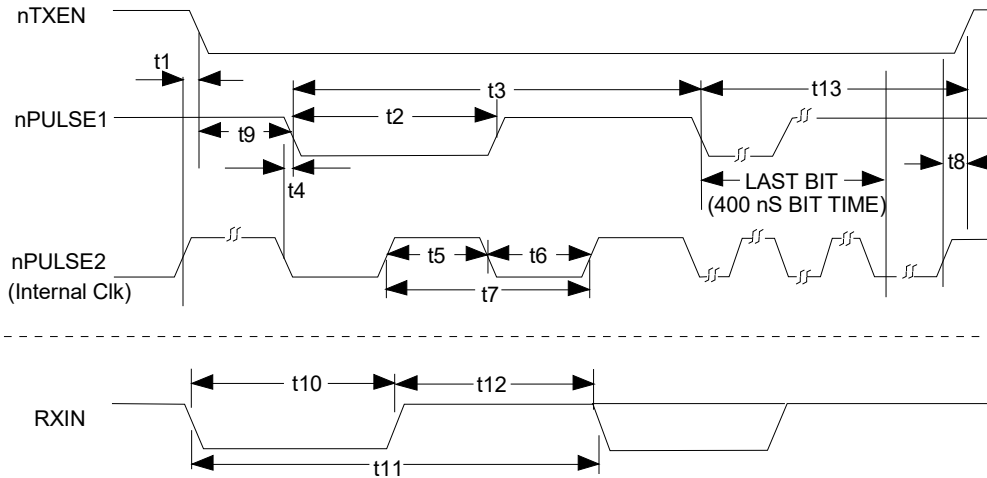 nTXEN
t1
t3
t13
nPULSE1
t2
t9
t4
t8
LAST BIT
(400 nS BIT TIME)
nPULSE2
(Internal Clk)
t5
t6
t7
t10
t12
RXIN
t11